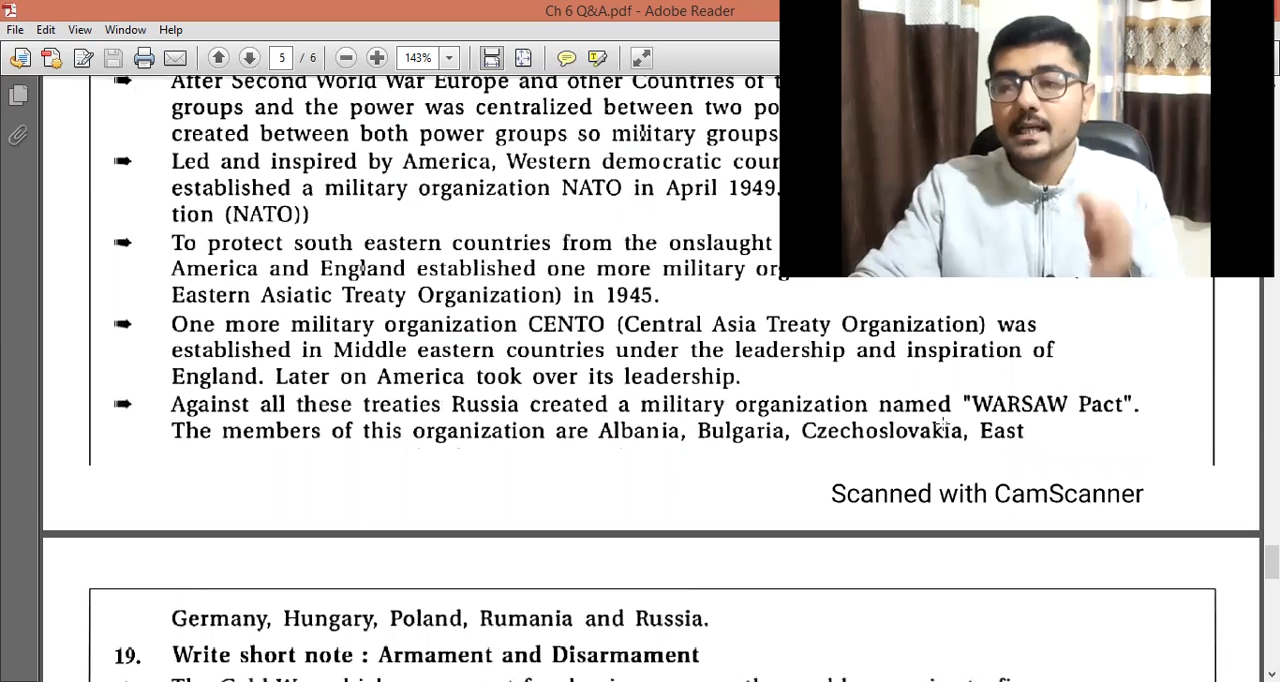 Ch 6 Q&A.pdf - Adobe Reader
File Edit View Window Help
5 / 6 143%
After Second World War Europe and other Countries of
groups and the power was centralized between two
created between both power groups so military groups
Led and inspired by America, Western democratic
established a military organization NATO in April 1949.
tion (NATO))
To protect south eastern countries from the onslaught
America and England established one more military
Eastern Asiatic Treaty Organization) in 1945.
One more military organization CENTO (Central Asia Treaty Organization) was
established in Middle eastern countries under the leadership and inspiration of
England. Later on America took over its leadership.
Against all these treaties Russia created a military organization named "WARSAW Pact".
The members of this organization are Albania, Bulgaria, Czechoslovakia, East
Scanned with CamScanner
Germany, Hungary, Poland, Rumania and Russia.
19. Write short note : Armament and Disarmament